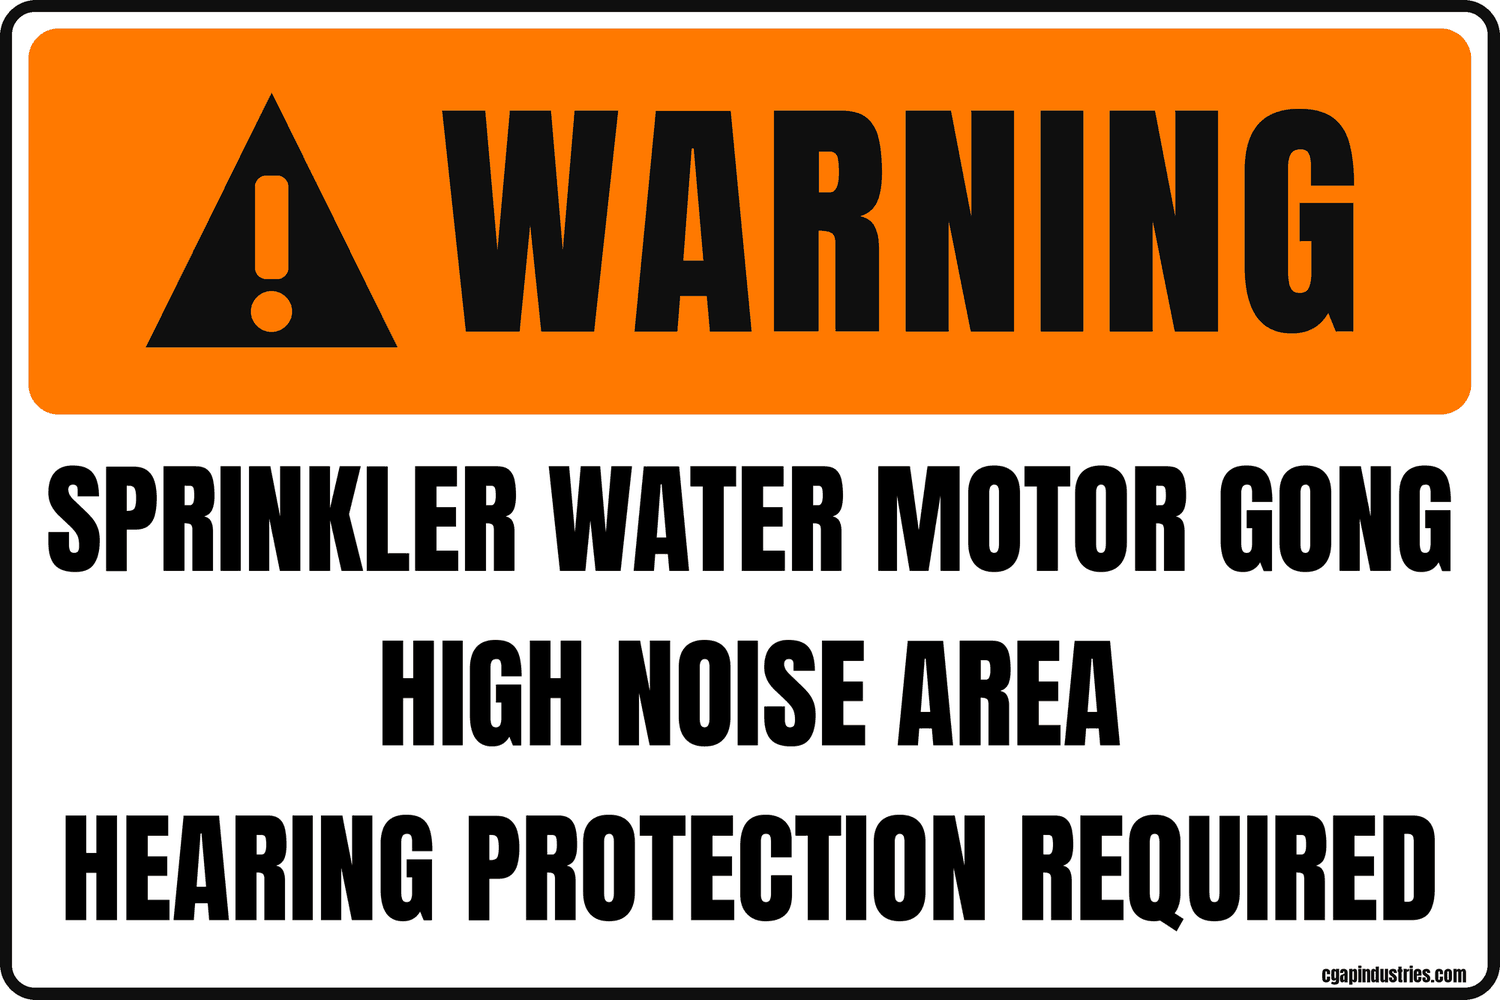 WARNING
SPRINKLER WATER MOTOR GONG
HIGH NOISE AREA
HEARING PROTECTION REQUIRED
cgapindustries.com